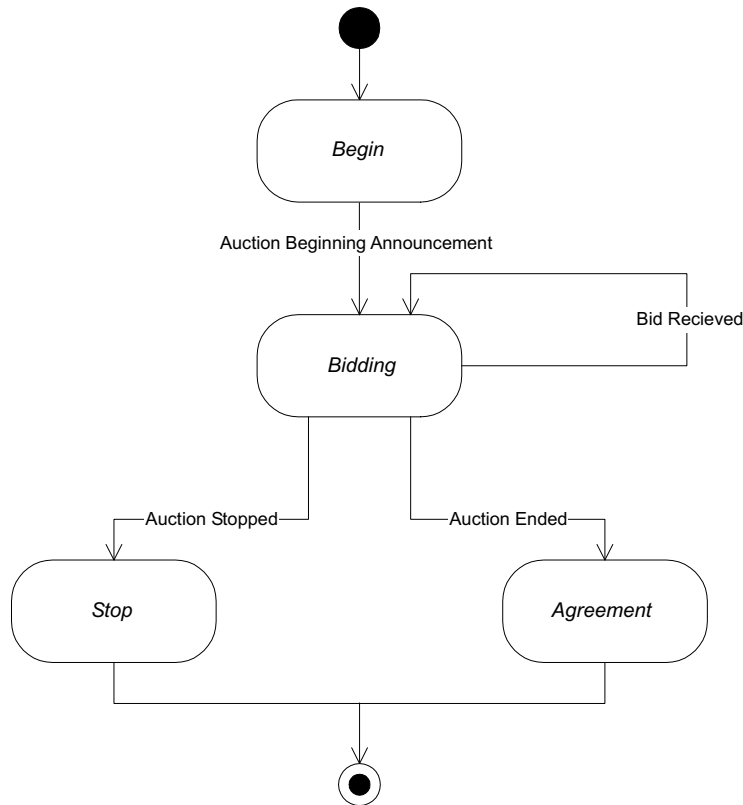 Begin
Auction Beginning Announcement
Bid Recieved
Bidding
Auction Stopped
Auction Ended
Stop
Agreement